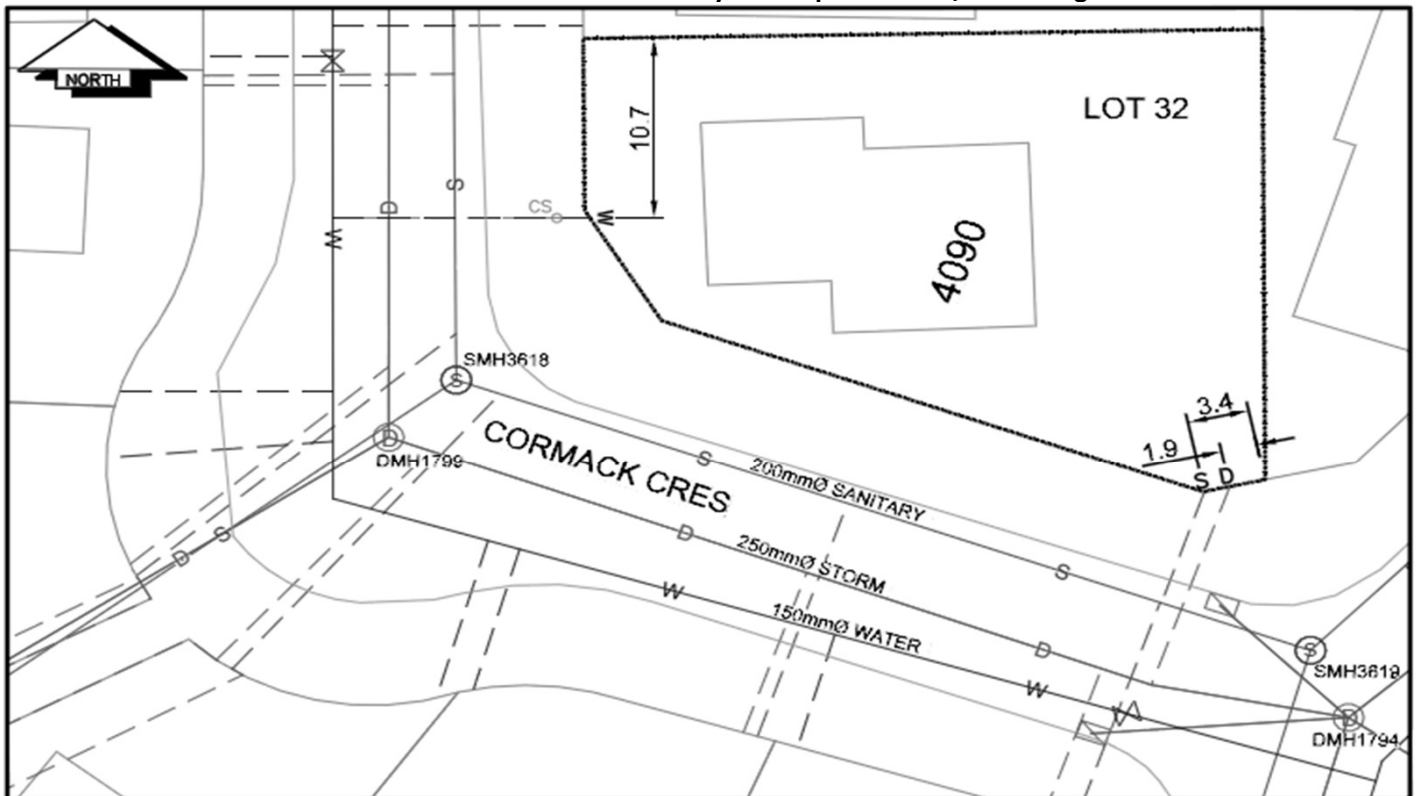 NORTH
LOT 32
10.7
S
D
CS
W
W
4090
SMH3618
3.4
1.9
S D
S
D
DMH1799
CORMACK CRES
S
200mmØ SANITARY
S
D
250mmØ STORM
D
S
D
W
150mmØ WATER
W
S
SMH3619
D
DMH1794